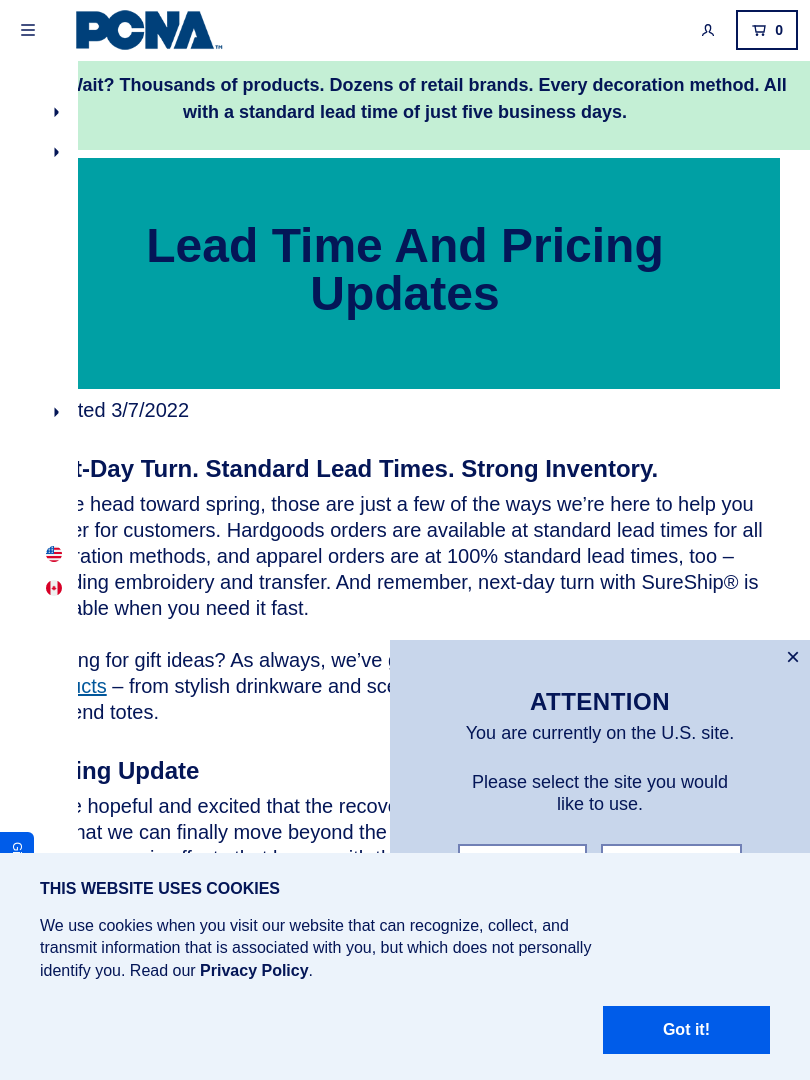 PCNA™
0
Wait? Thousands of products. Dozens of retail brands. Every decoration method. All
with a standard lead time of just five business days.
Lead Time And Pricing
Updates
ted 3/7/2022
t-Day Turn. Standard Lead Times. Strong Inventory.
e head toward spring, those are just a few of the ways we’re here to help you
er for customers. Hardgoods orders are available at standard lead times for all
ration methods, and apparel orders are at 100% standard lead times, too –
ding embroidery and transfer. And remember, next-day turn with SureShip® is
able when you need it fast.
ing for gift ideas? As always, we’ve g
ucts – from stylish drinkware and sce
end totes.
ing Update
e hopeful and excited that the recove
hat we can finally move beyond the
ATTENTION
You are currently on the U.S. site.
Please select the site you would
like to use.
THIS WEBSITE USES COOKIES
We use cookies when you visit our website that can recognize, collect, and
transmit information that is associated with you, but which does not personally
identify you. Read our Privacy Policy.
Got it!